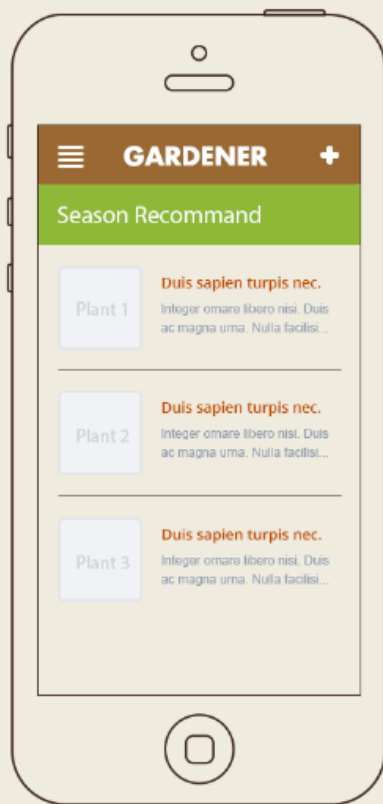 GARDENER
Season Recommand
Plant 1
Duis sapien turpis nec.
Integer ornare libero nisi. Duis
ac magna urna. Nulla facilisi...
Plant 2
Duis sapien turpis nec.
Integer ornare libero nisi. Duis
ac magna urna. Nulla facilisi...
Plant 3
Duis sapien turpis nec.
Integer ornare libero nisi. Duis
ac magna urna. Nulla facilisi...